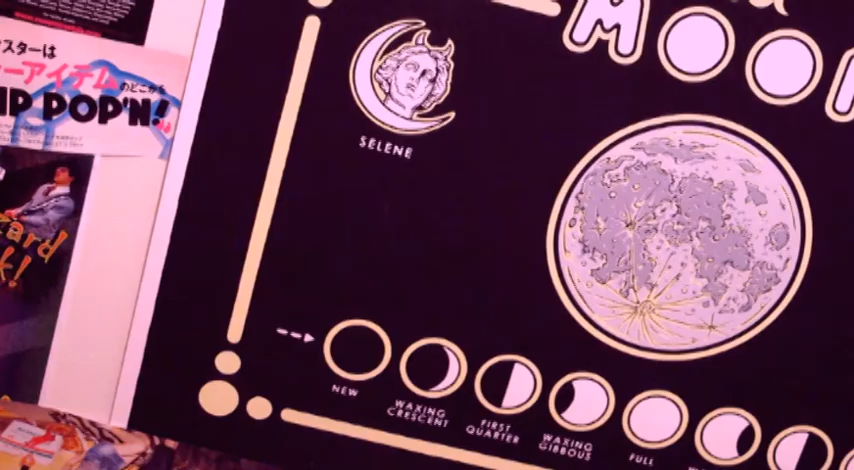 スターは
ーアイテム のどこかを
IP POP'N!
ard
k!
MOO
SELENE
NEW
WAXING
CRESCENT
FIRST
QUARTER
WAXING
GIBBOUS
FULL